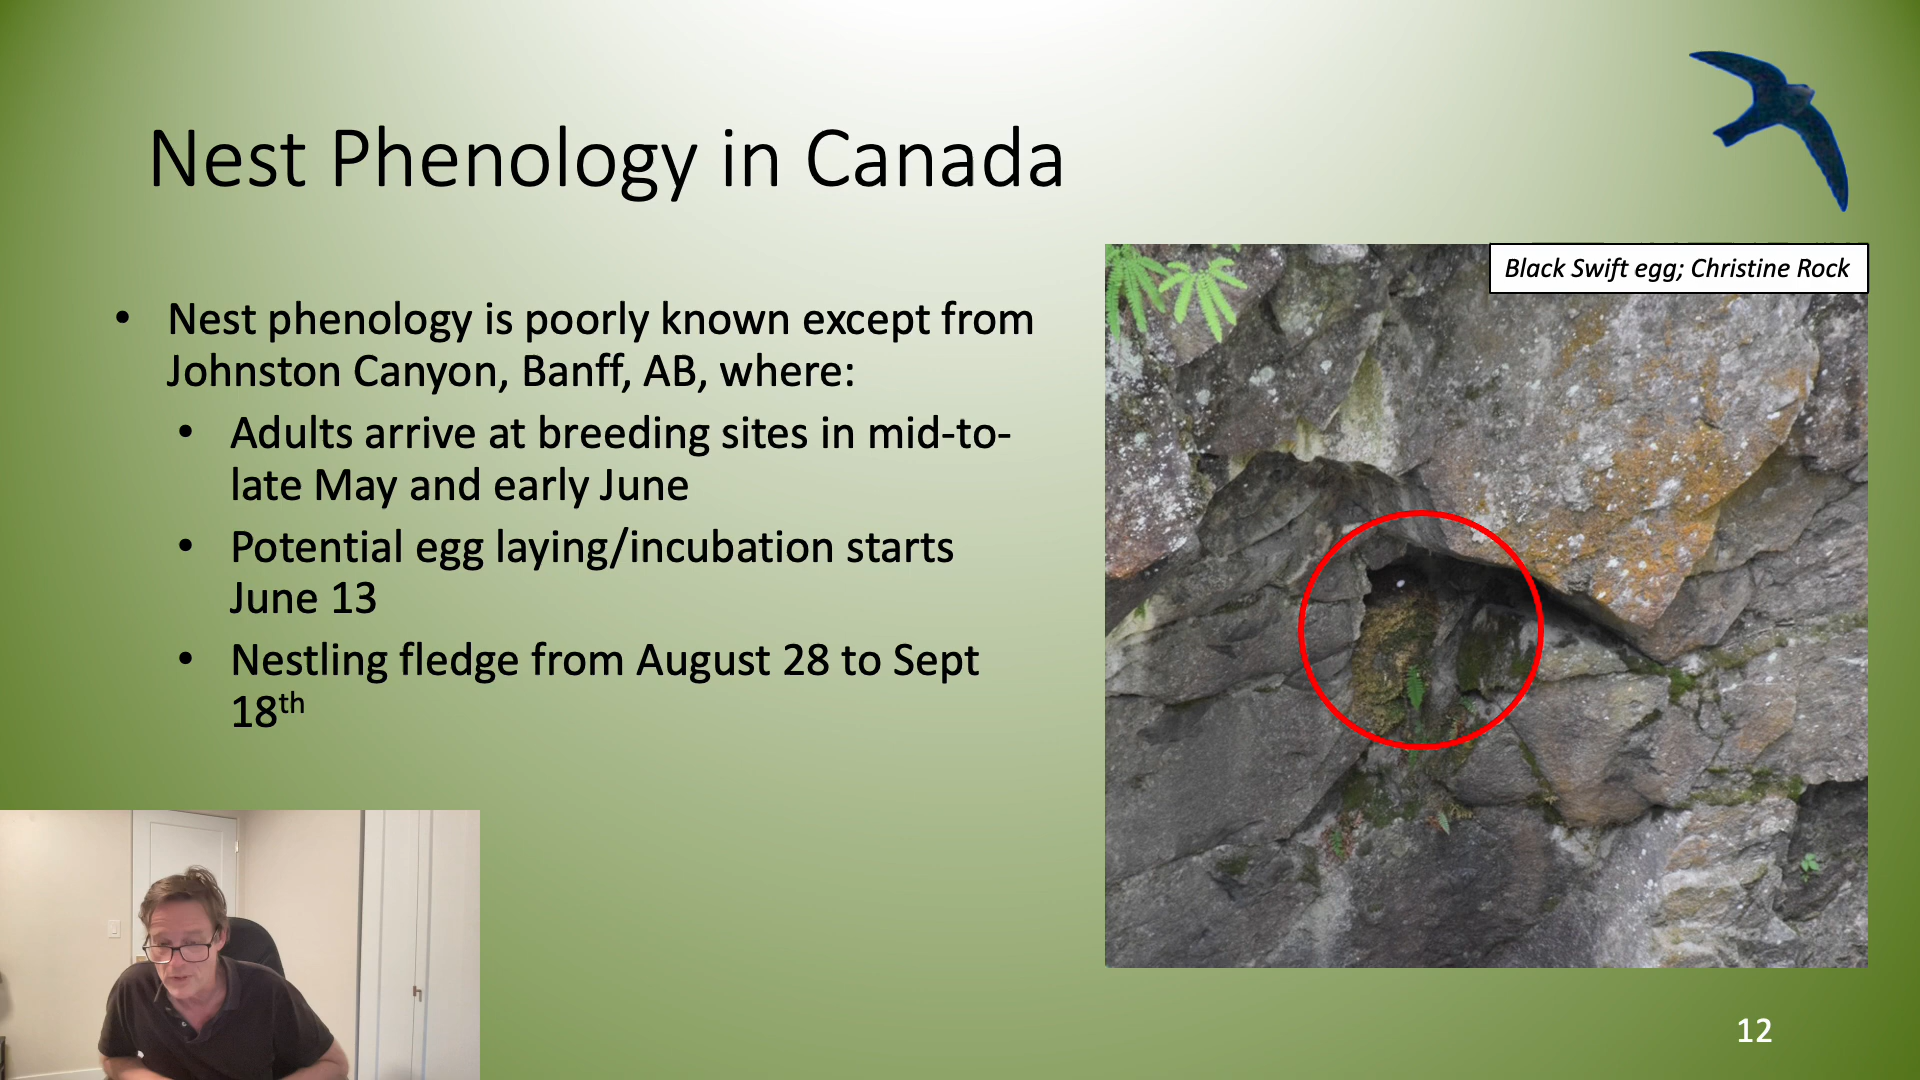 Nest Phenology in Canada
Black Swift egg; Christine Rock
• Nest phenology is poorly known except from
Johnston Canyon, Banff, AB, where:
• Adults arrive at breeding sites in mid-to-
late May and early June
• Potential egg laying/incubation starts
June 13
• Nestling fledge from August 28 to Sept
18th
12